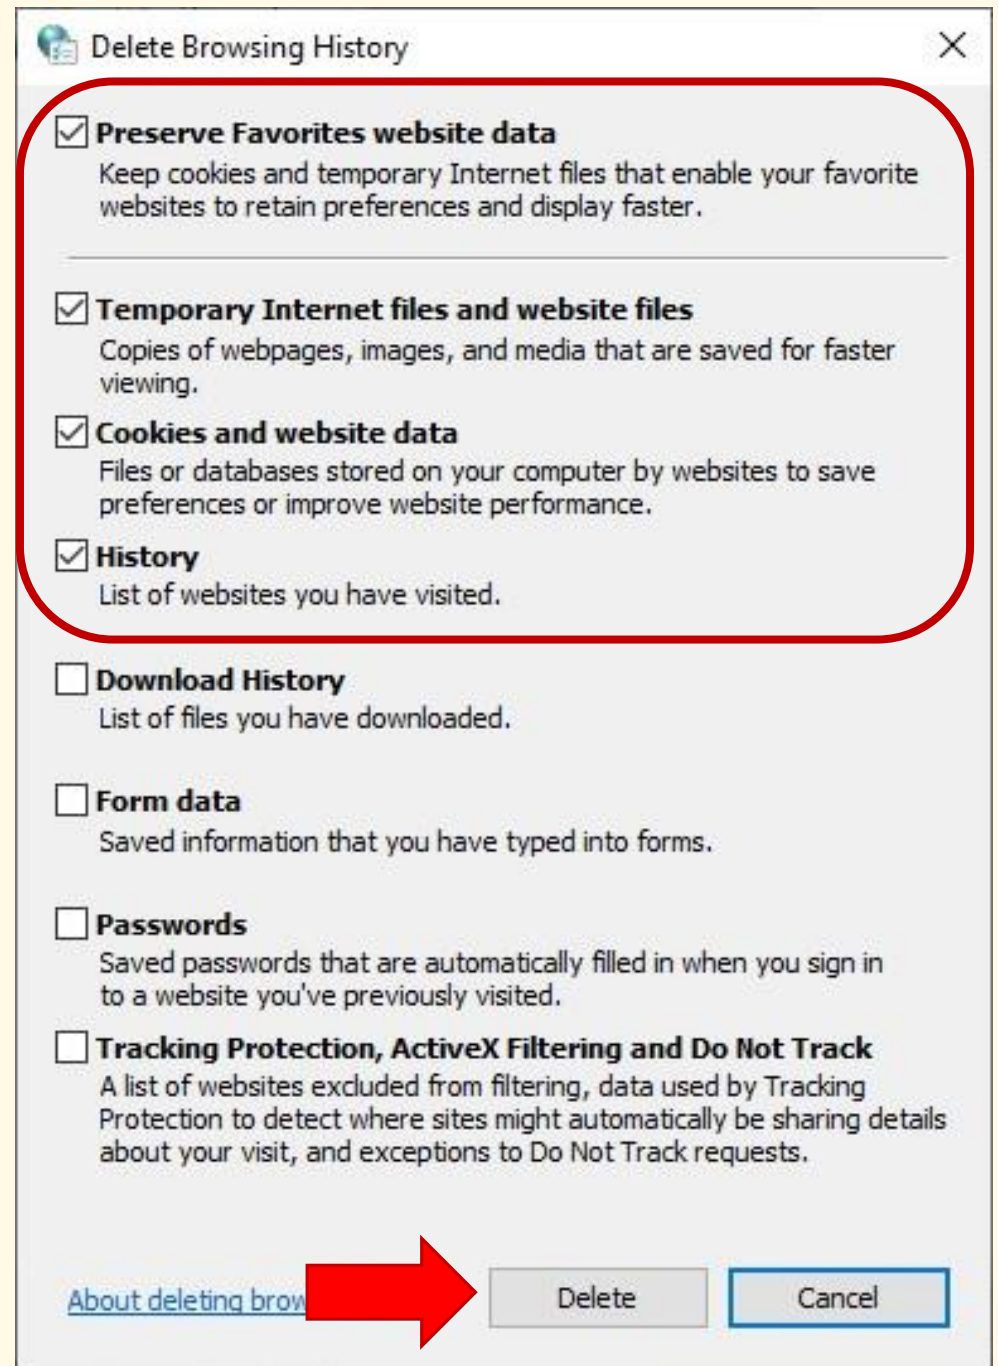 Delete Browsing History
Preserve Favorites website data
Keep cookies and temporary Internet files that enable your favorite
websites to retain preferences and display faster.
Temporary Internet files and website files
Copies of webpages, images, and media that are saved for faster
viewing.
Cookies and website data
Files or databases stored on your computer by websites to save
preferences or improve website performance.
History
List of websites you have visited.
Download History
List of files you have downloaded.
Form data
Saved information that you have typed into forms.
Passwords
Saved passwords that are automatically filled in when you sign in
to a website you've previously visited.
Tracking Protection, ActiveX Filtering and Do Not Track
A list of websites excluded from filtering, data used by Tracking
Protection to detect where sites might automatically be sharing details
about your visit, and exceptions to Do Not Track requests.
About deleting brow
Delete
Cancel